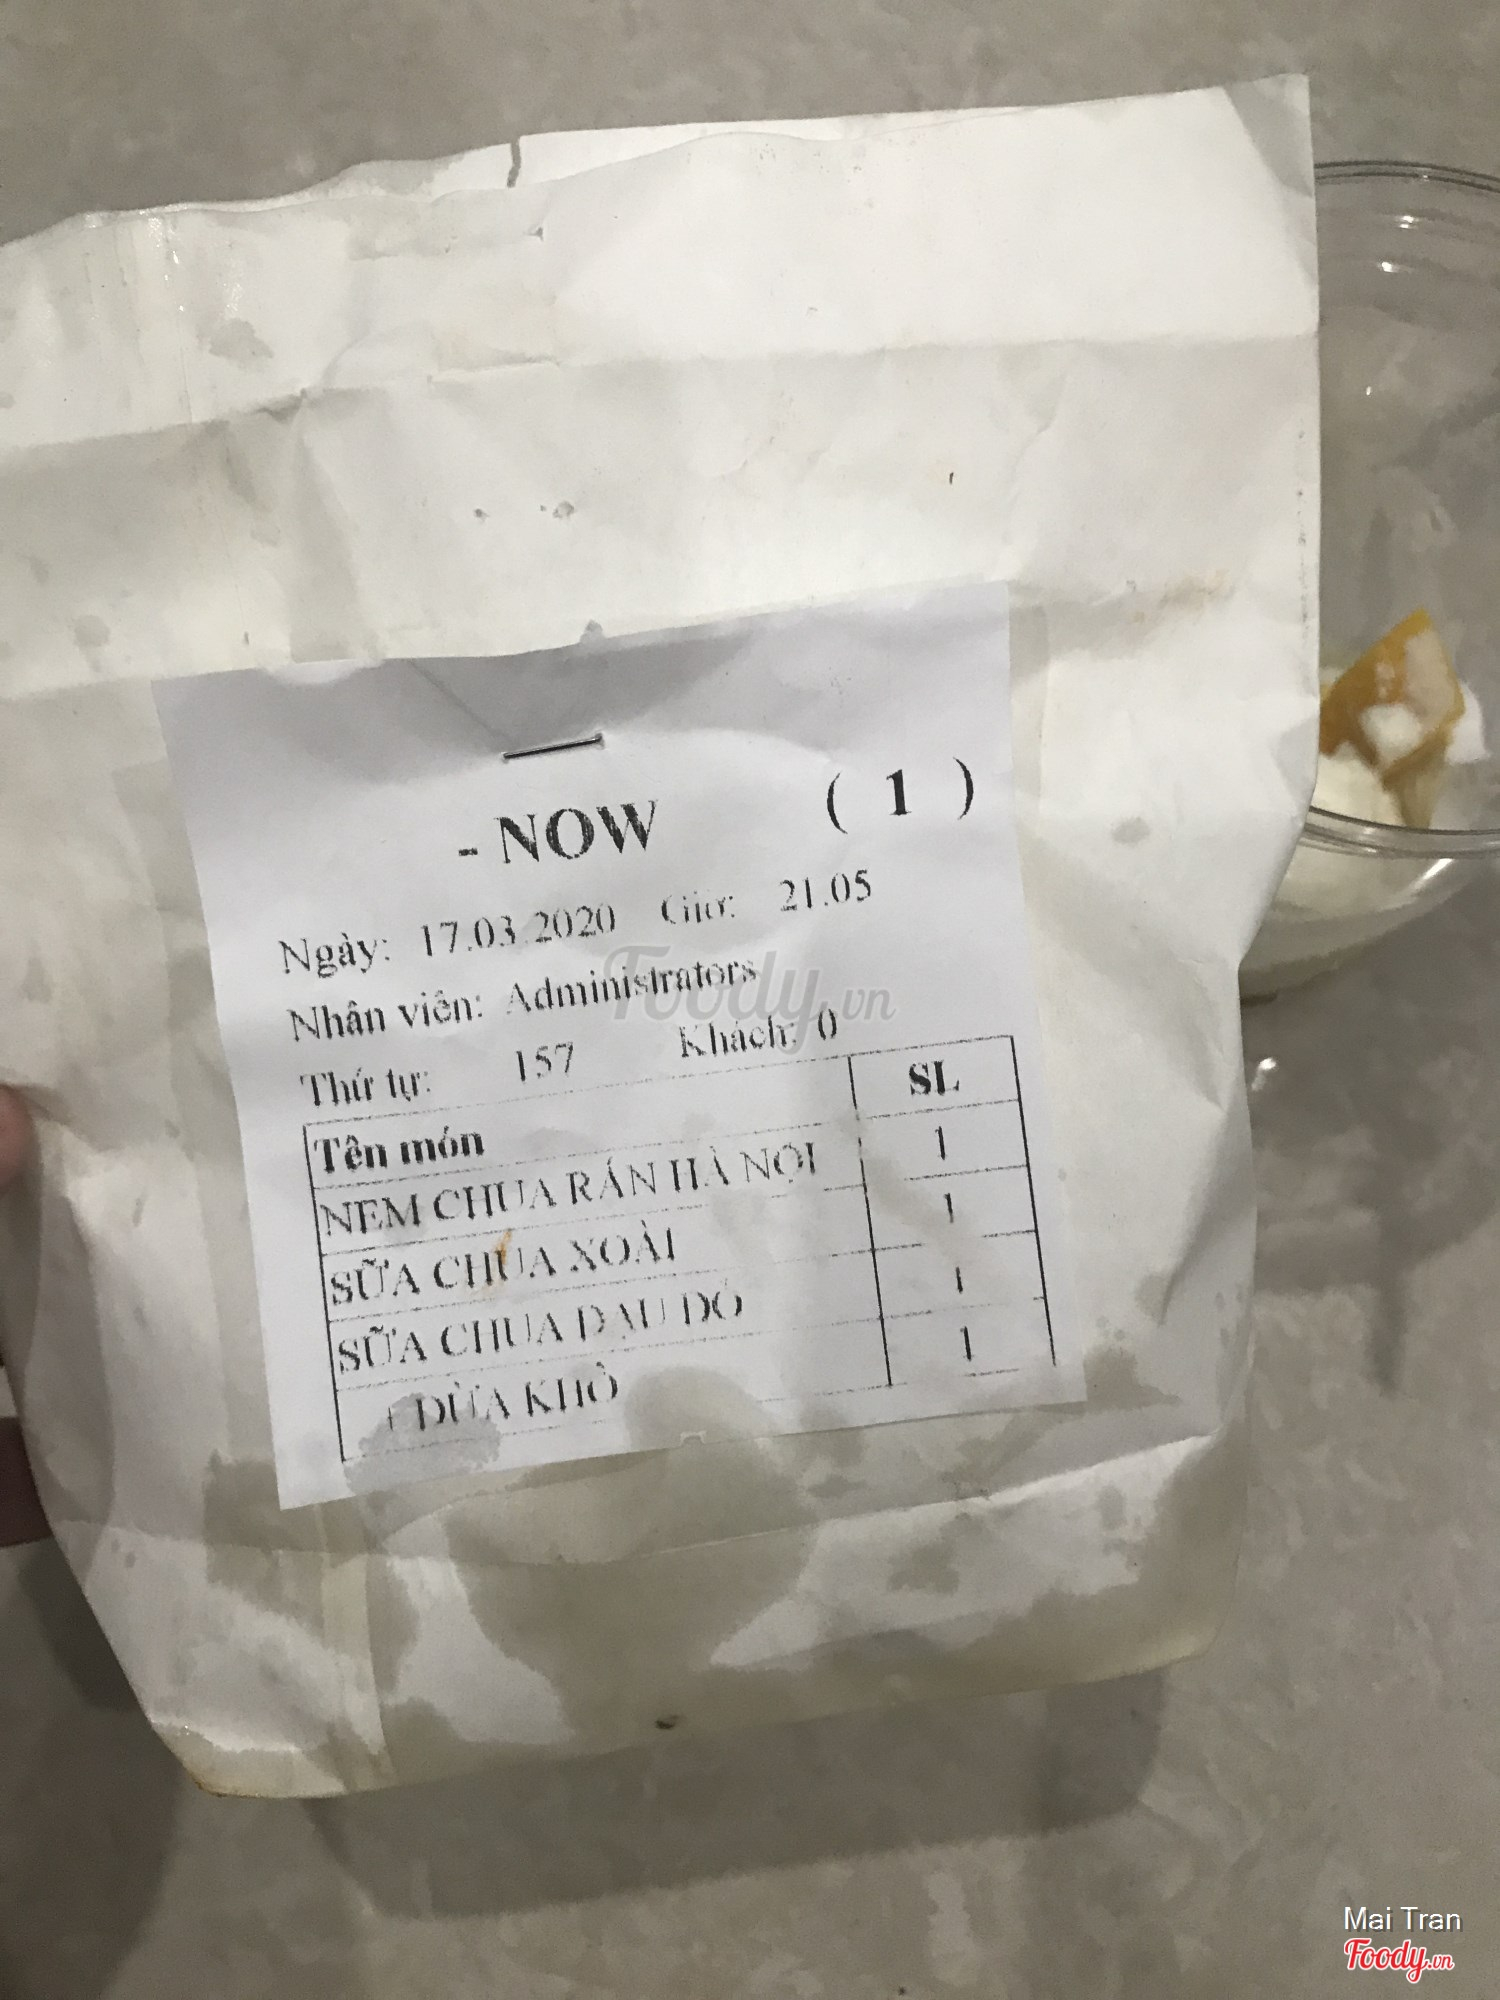 - NOW ( 1 )
Ngày: 17.03.2020 Giờ: 21.05
Nhân viên: Administrators
Thứ tự: 157 Khách: 0
Tên món SL
NEM CHUA RÁN HÀ NỘI 1
SỮA CHUA XOÀI 1
SỮA CHUA ĐẬU ĐỎ 1
+ DỪA KHÔ 1
Foody.vn
Mai Tran
Foody.vn